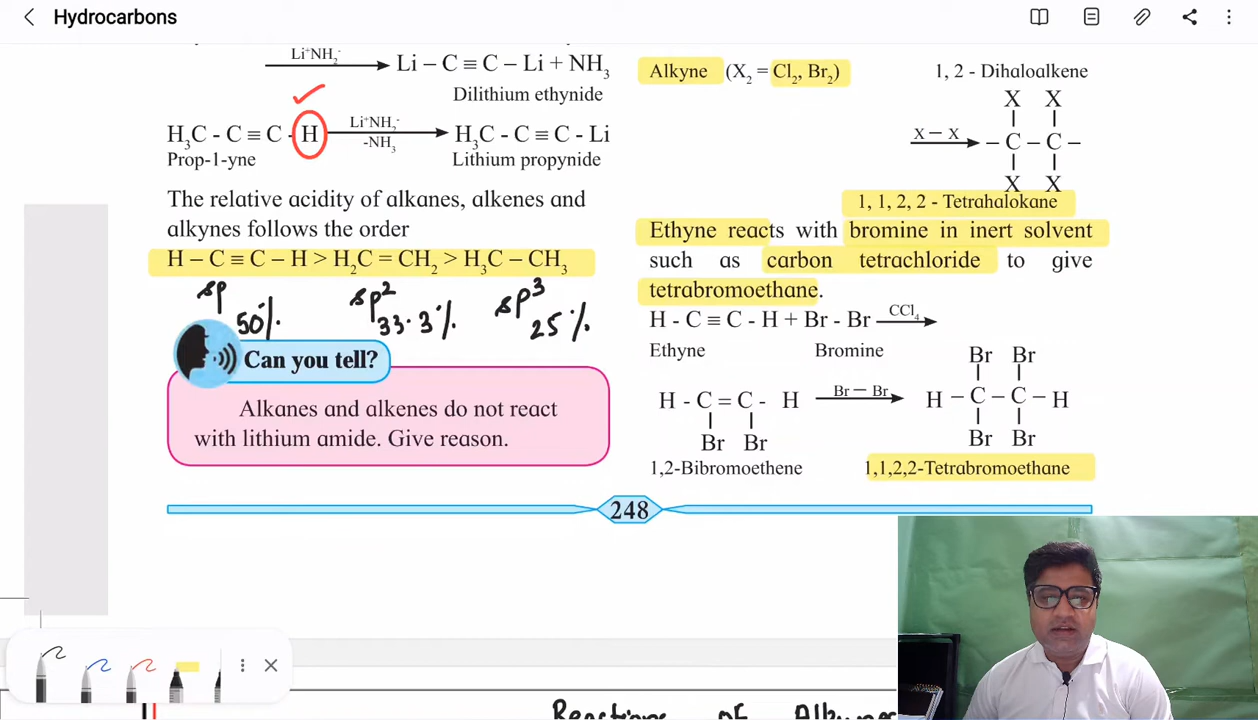 Hydrocarbons
Li⁺NH₂⁻
Li – C ≡ C – Li + NH₃
Dilithium ethynide
H₃C - C ≡ C - H
Li⁺NH₂⁻
-NH₃
H₃C - C ≡ C - Li
Prop-1-yne
Lithium propynide
The relative acidity of alkanes, alkenes and
alkynes follows the order
H – C ≡ C – H > H₂C = CH₂ > H₃C – CH₃
sp sp² sp³
50% 33.3% 25%
Can you tell?
Alkanes and alkenes do not react
with lithium amide. Give reason.
Alkyne (X₂ = Cl₂, Br₂)
1, 2 - Dihaloalkene
X X
X – X
– C – C –
X X
1, 1, 2, 2 - Tetrahalokane
Ethyne reacts with bromine in inert solvent
such as carbon tetrachloride to give
tetrabromoethane.
H - C ≡ C - H + Br - Br
CCl₄
Ethyne Bromine
Br Br
H - C = C - H
Br – Br
H – C – C – H
Br Br
Br Br
1,2-Bibromoethene
1,1,2,2-Tetrabromoethane
248
Reactions of Alkynes